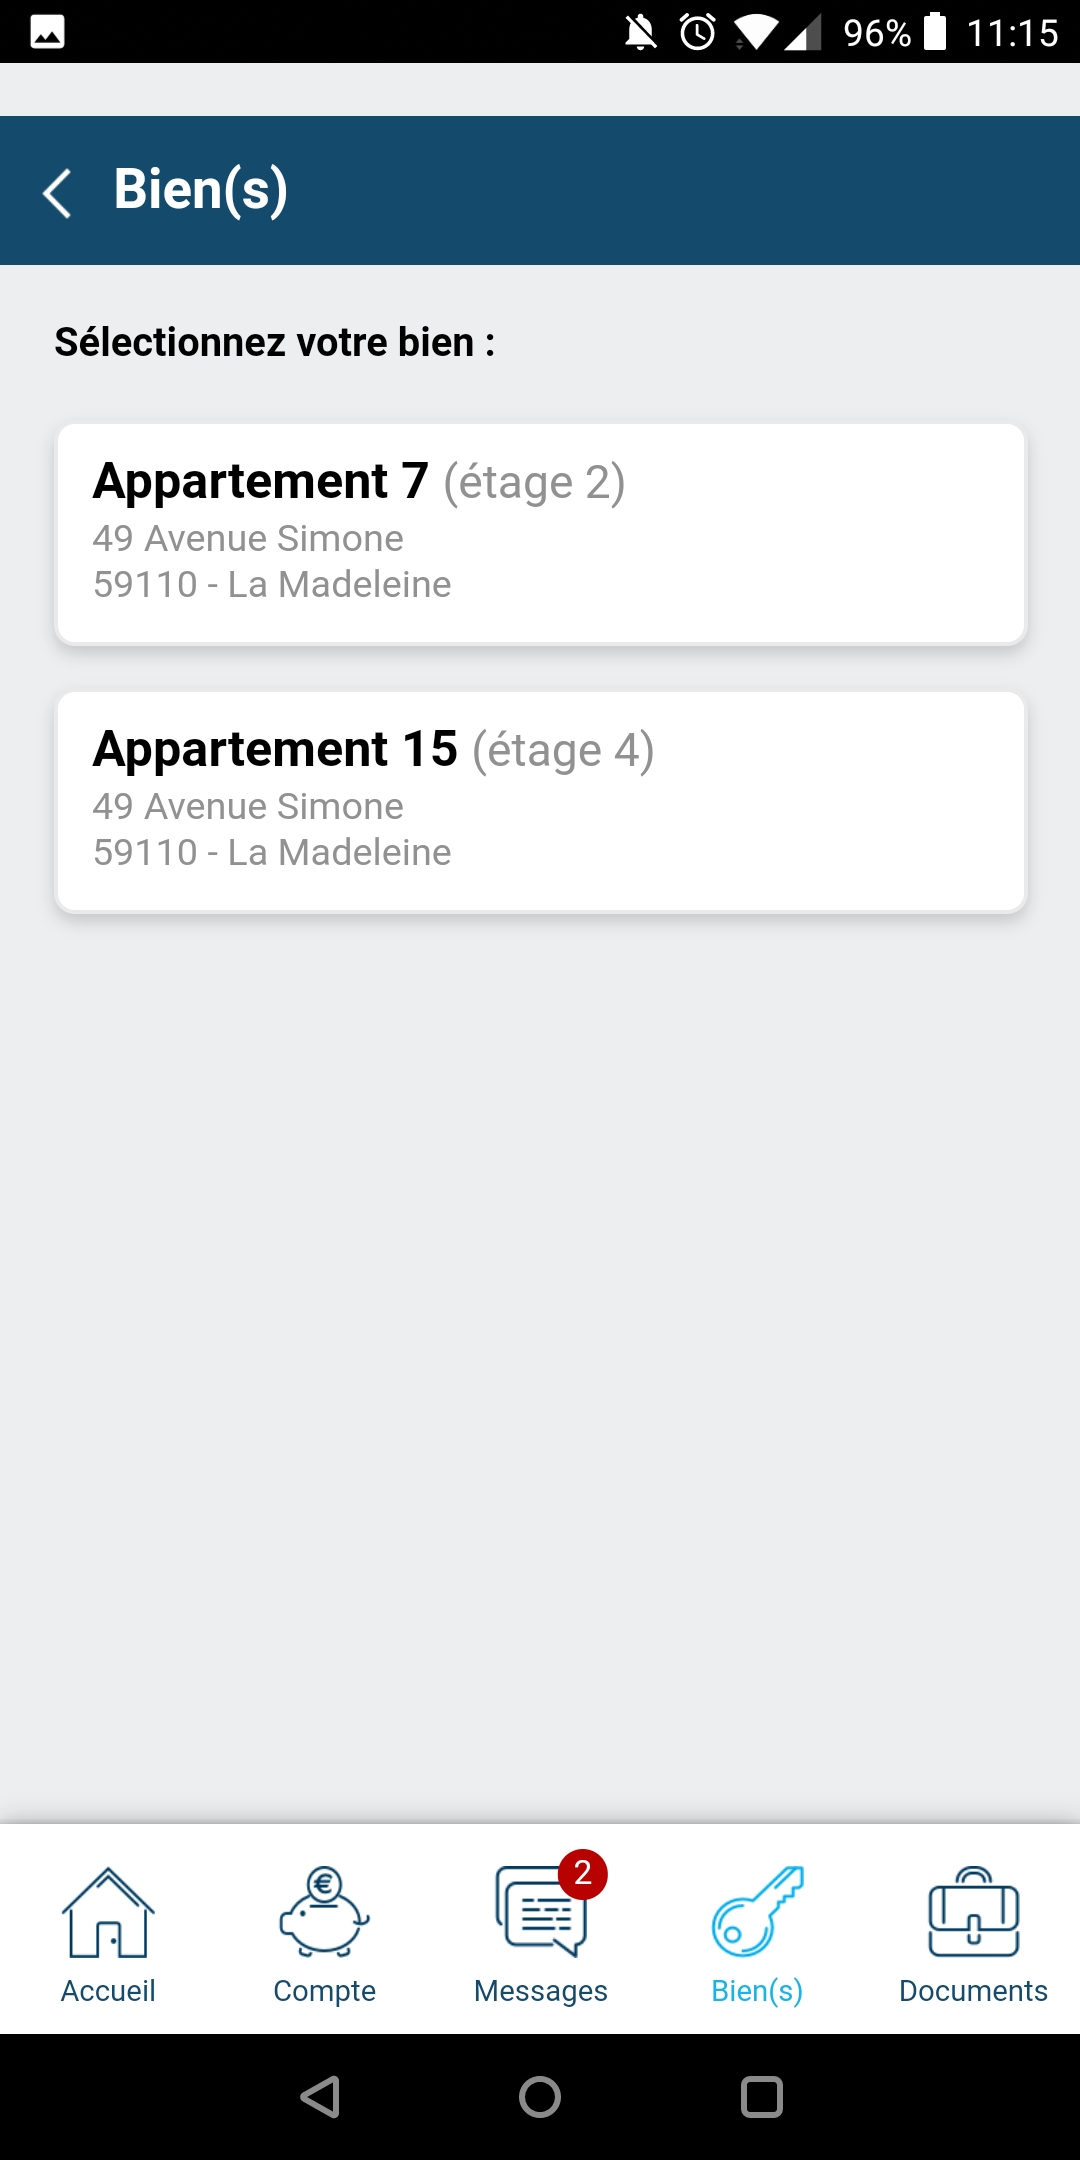 96% 11:15
Bien(s)
Sélectionnez votre bien :
Appartement 7 (étage 2)
49 Avenue Simone
59110 - La Madeleine
Appartement 15 (étage 4)
49 Avenue Simone
59110 - La Madeleine
€
2
Accueil Compte Messages Bien(s) Documents